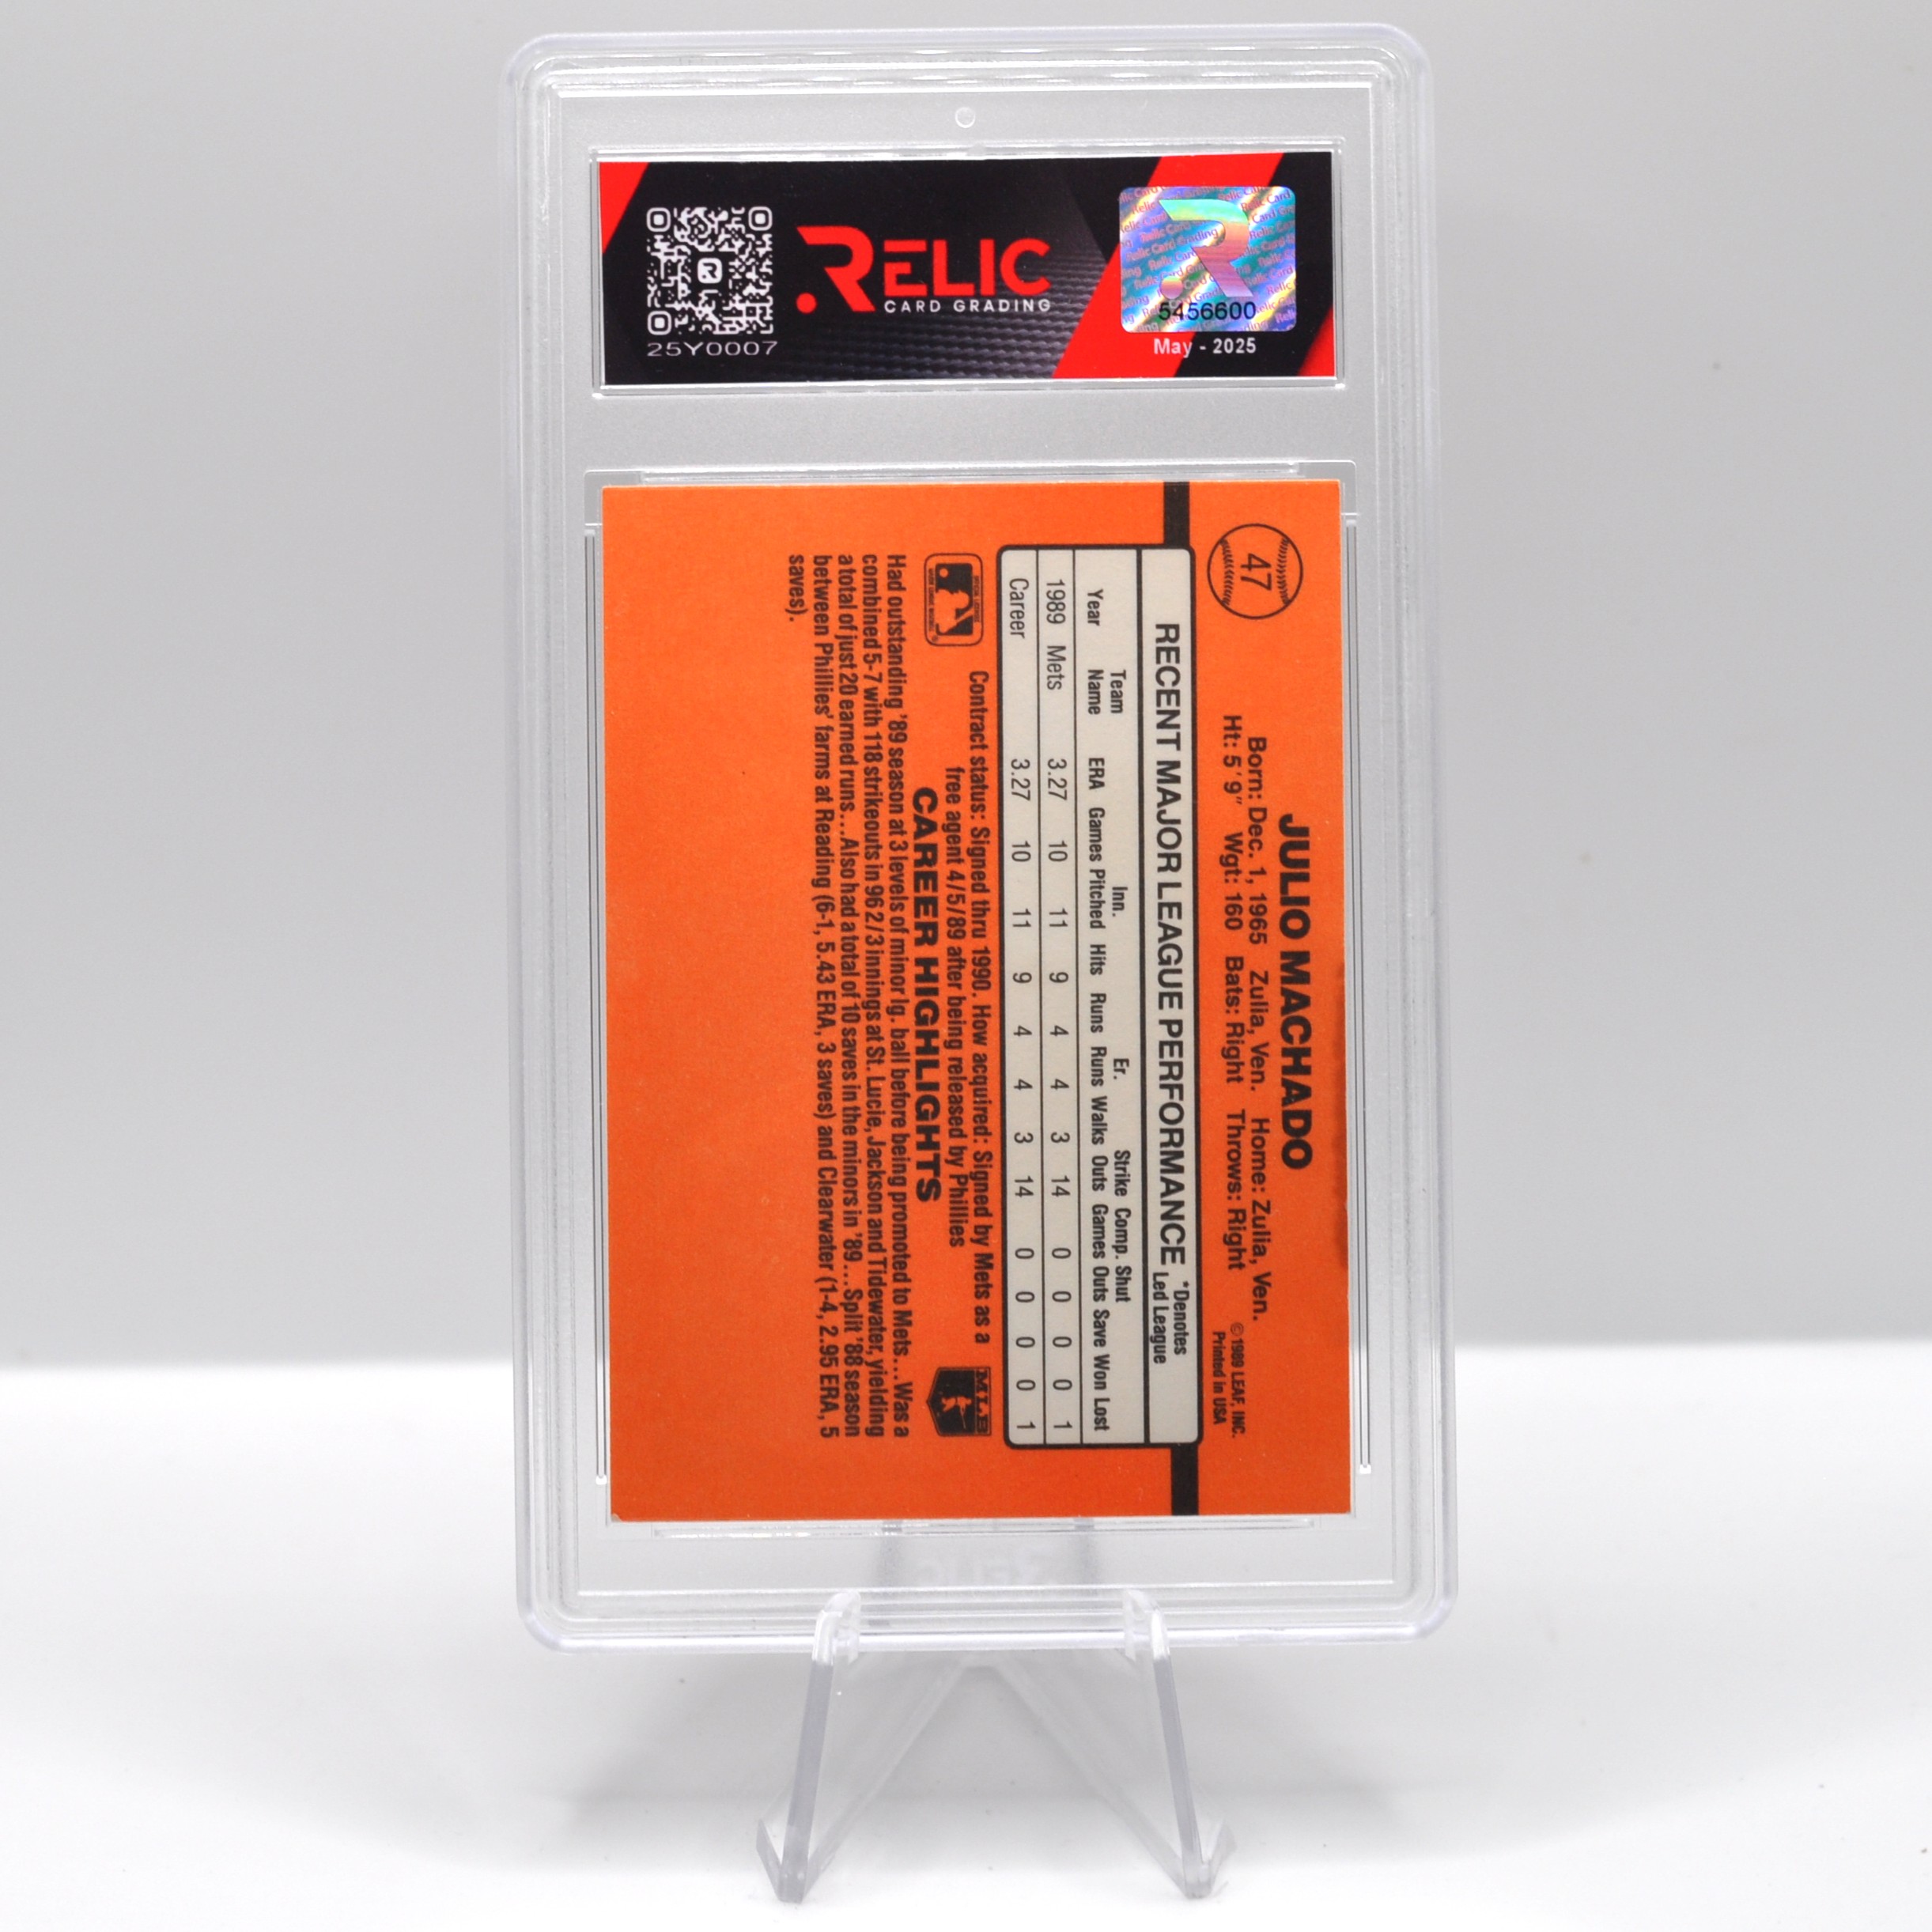 RELIC
CARD GRADING
25Y0007
5456600
May - 2025
47
JULIO MACHADO
Born: Dec. 1, 1965 Zulia, Ven. Home: Zulia, Ven.
Ht: 5'9" Wgt: 160 Bats: Right Throws: Right
©1989 LEAF, INC.
Printed in USA
RECENT MAJOR LEAGUE PERFORMANCE
*Denotes
Led League
Team Inn. Er. Strike Comp. Shut
Year Name ERA Games Pitched Hits Runs Runs Walks Outs Games Outs Save Won Lost
1989 Mets 3.27 10 11 9 4 4 3 14 0 0 0 0 1
Career 3.27 10 11 9 4 4 3 14 0 0 0 0 1
Contract status: Signed thru 1990. How acquired: Signed by Mets as a
free agent 4/5/89 after being released by Phillies
MLB
CAREER HIGHLIGHTS
Had outstanding '89 season at 3 levels of minor lg. ball before being promoted to Mets...Was a
combined 5-7 with 118 strikeouts in 96 2/3 innings at St. Lucie, Jackson and Tidewater, yielding
a total of just 20 earned runs...Also had a total of 10 saves in the minors in '89...Split '88 season
between Phillies' farms at Reading (6-1, 5.43 ERA, 3 saves) and Clearwater (1-4, 2.95 ERA, 5
saves).